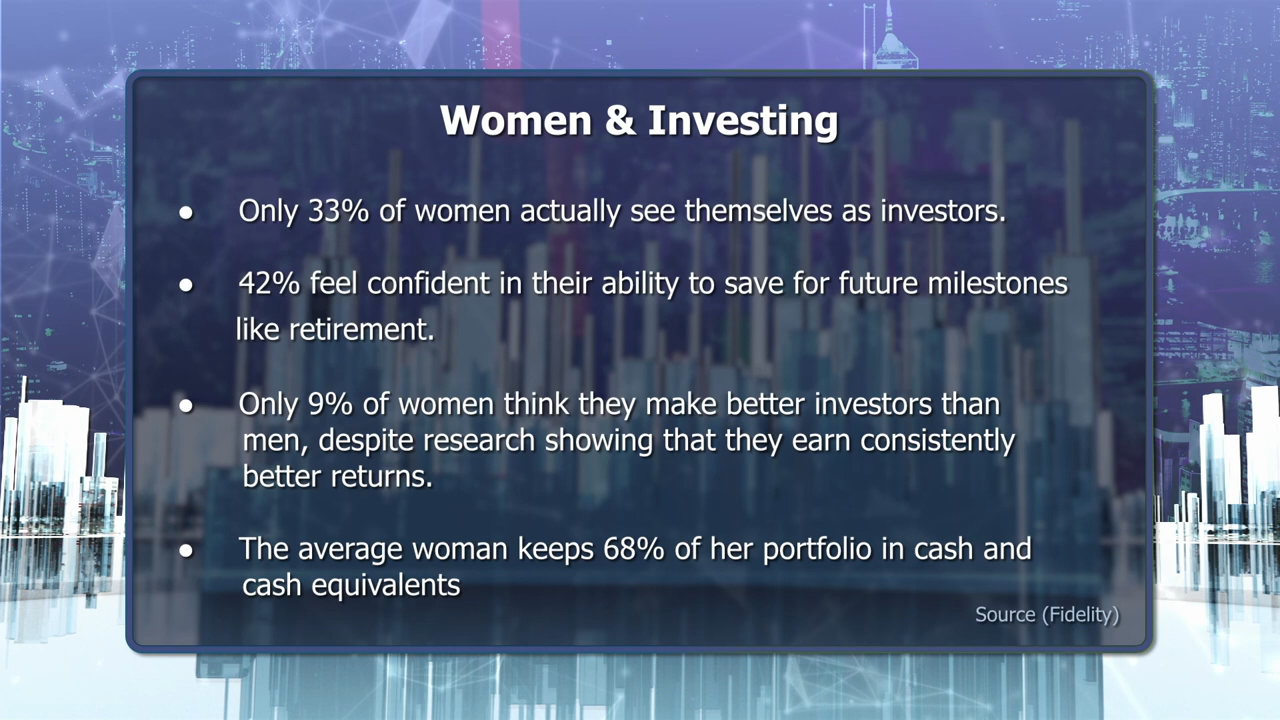 Women & Investing
● Only 33% of women actually see themselves as investors.
● 42% feel confident in their ability to save for future milestones
like retirement.
● Only 9% of women think they make better investors than
men, despite research showing that they earn consistently
better returns.
● The average woman keeps 68% of her portfolio in cash and
cash equivalents
Source (Fidelity)